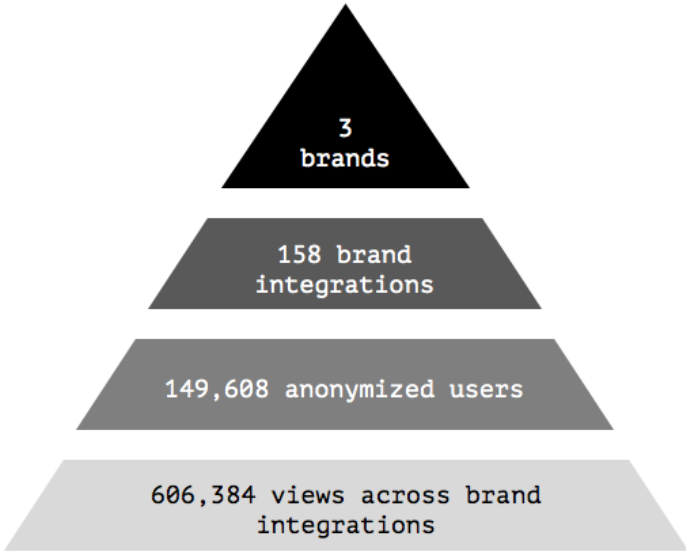 3
brands
158 brand
integrations
149,608 anonymized users
606,384 views across brand
integrations